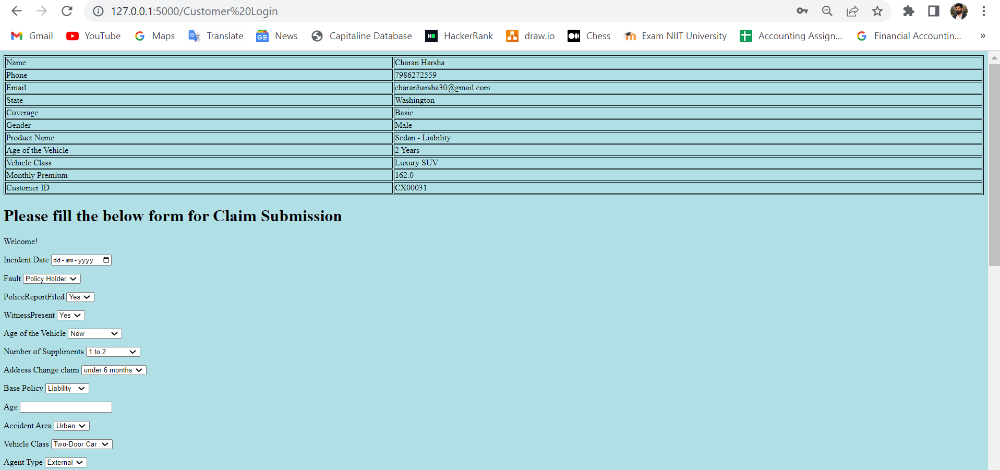 127.0.0.1:5000/Customer%20Login
Gmail YouTube Maps Translate News Capitaline Database HackerRank draw.io Chess Exam NIIT University Accounting Assign... Financial Accountin... »
Name Charan Harsha
Phone 7986272559
Email charanharsha30@gmail.com
State Washington
Coverage Basic
Gender Male
Product Name Sedan - Liability
Age of the Vehicle 2 Years
Vehicle Class Luxury SUV
Monthly Premium 162.0
Customer ID CX00031
Please fill the below form for Claim Submission
Welcome!
Incident Date dd-mm-yyyy
Fault Policy Holder
PoliceReportFiled Yes
WitnessPresent Yes
Age of the Vehicle New
Number of Suppliments 1 to 2
Address Change claim under 6 months
Base Policy Liability
Age
Accident Area Urban
Vehicle Class Two-Door Car
Agent Type External